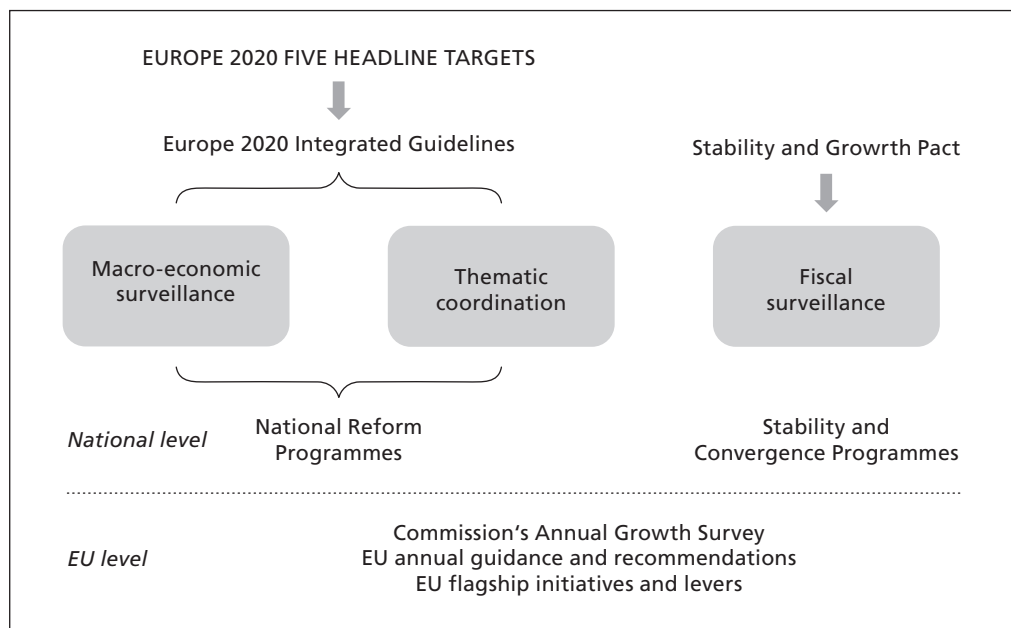 EUROPE 2020 FIVE HEADLINE TARGETS
Europe 2020 Integrated Guidelines
Stability and Growrth Pact
Macro-economic
surveillance
Thematic
coordination
Fiscal
surveillance
National level
National Reform
Programmes
Stability and
Convergence Programmes
EU level
Commission's Annual Growth Survey
EU annual guidance and recommendations
EU flagship initiatives and levers